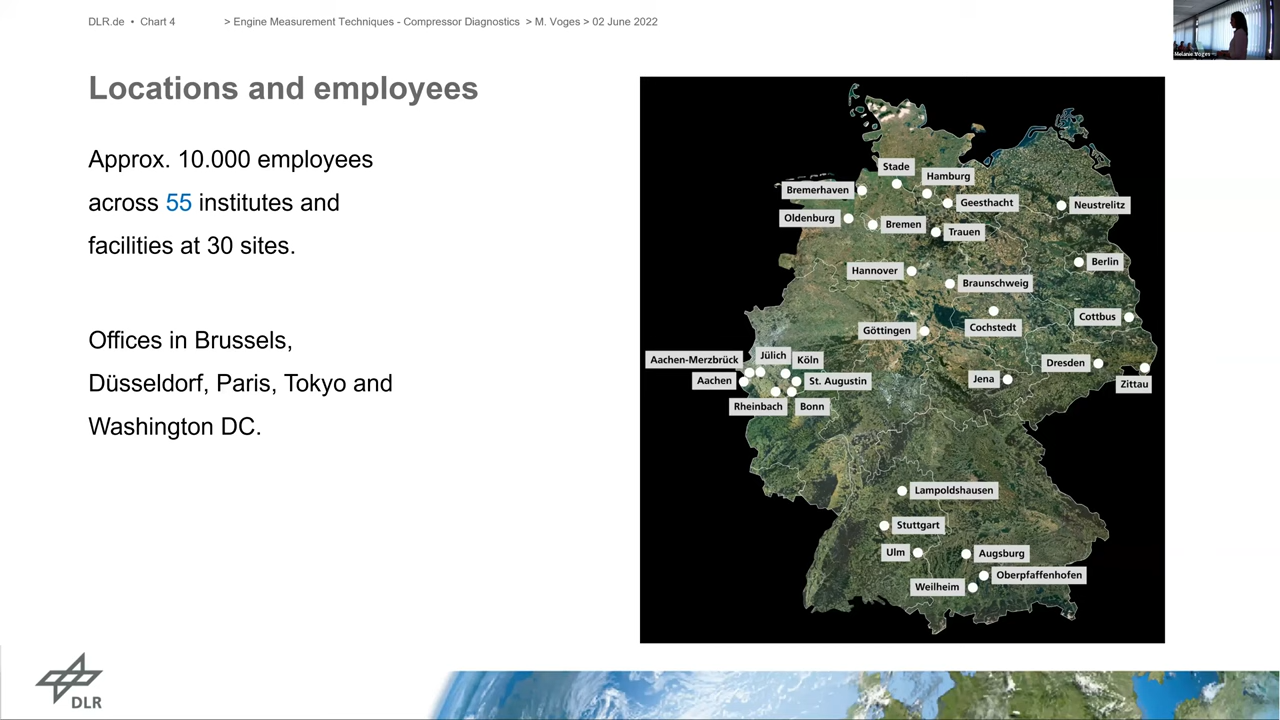 DLR.de • Chart 4 > Engine Measurement Techniques - Compressor Diagnostics > M. Voges > 02 June 2022
Melanie Voges
Locations and employees
Approx. 10.000 employees
across 55 institutes and
facilities at 30 sites.
Offices in Brussels,
Düsseldorf, Paris, Tokyo and
Washington DC.
Stade
Hamburg
Bremerhaven
Geesthacht
Neustrelitz
Oldenburg
Bremen
Trauen
Berlin
Hannover
Braunschweig
Cottbus
Cochstedt
Göttingen
Aachen-Merzbrück
Jülich
Köln
Dresden
Aachen
St. Augustin
Jena
Zittau
Rheinbach
Bonn
Lampoldshausen
Stuttgart
Ulm
Augsburg
Oberpfaffenhofen
Weilheim
DLR